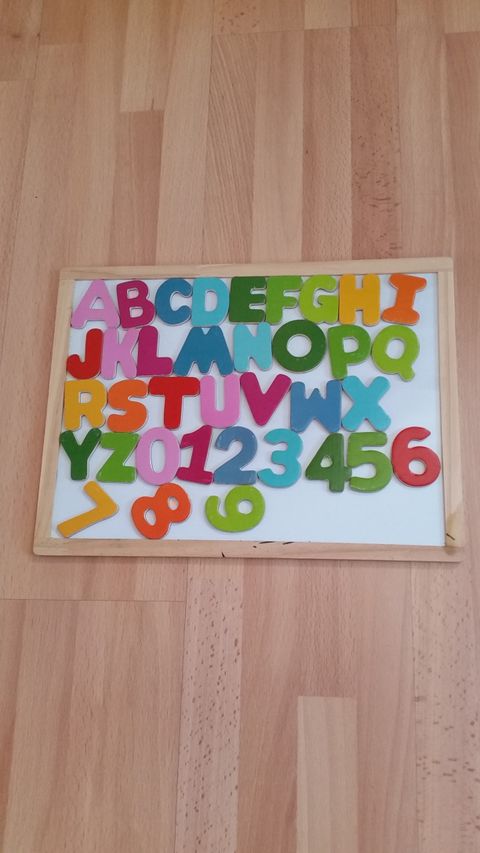 ABCDEFGHI
JKLMNOPQ
RSTUVWX
YZ0123456
789